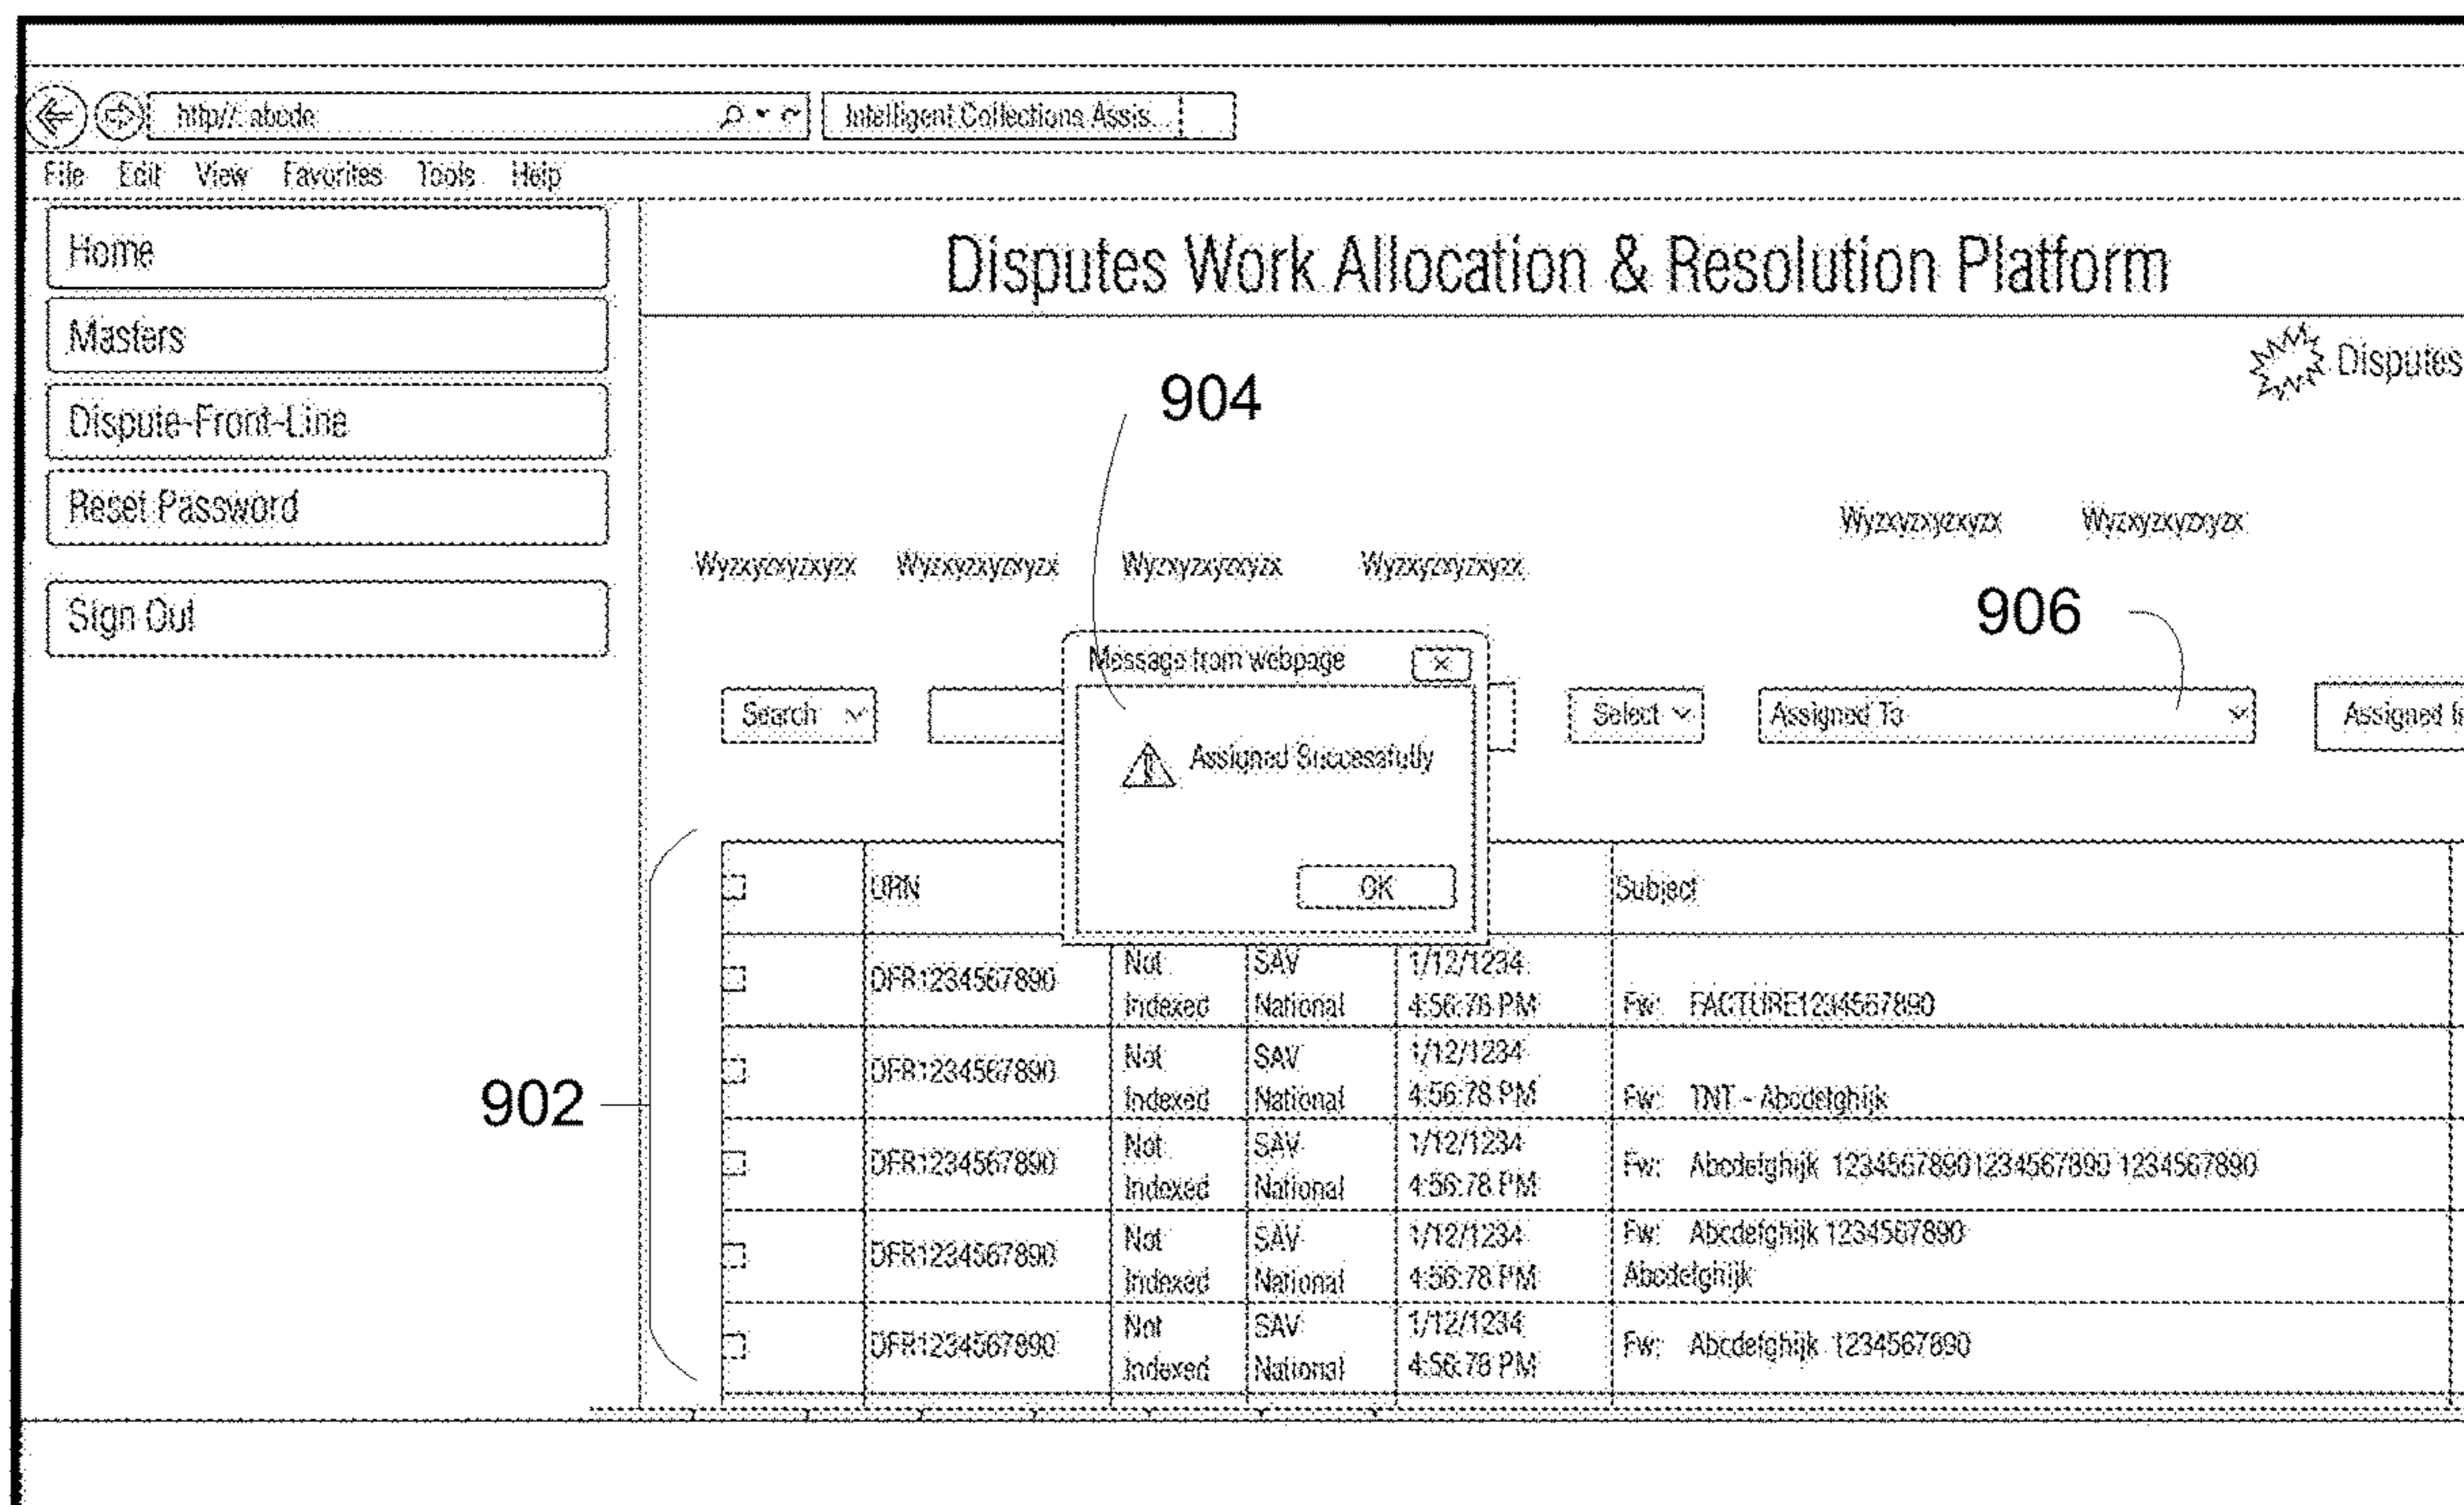 http//: abcde Intelligent Collections Assis...
File Edit View Favorites Tools Help
Home
Masters
Dispute-Front-Line
Reset Password
Sign Out
Disputes Work Allocation & Resolution Platform
Disputes
904
Wyzxyzxyzxyzx Wyzxyzxyzxyzx
Wyzxyzxyzxyzx Wyzxyzxyzxyzx Wyzxyzxyzxyzx Wyzxyzxyzxyzx
906
Message from webpage
Search Select Assigned To Assigned
Assigned Successfully
OK
URN Subject
902
DFR1234567890 Not Indexed SAV National 1/12/1234 4:56:78 PM Fw: FACTURE1234567890
DFR1234567890 Not Indexed SAV National 1/12/1234 4:56:78 PM Fw: TNT - Abcdefghijk
DFR1234567890 Not Indexed SAV National 1/12/1234 4:56:78 PM Fw: Abcdefghijk 12345678901234567890 1234567890
DFR1234567890 Not Indexed SAV National 1/12/1234 4:56:78 PM Fw: Abcdefghijk 1234567890
Abcdefghijk
DFR1234567890 Not Indexed SAV National 1/12/1234 4:56:78 PM Fw: Abcdefghijk 1234567890